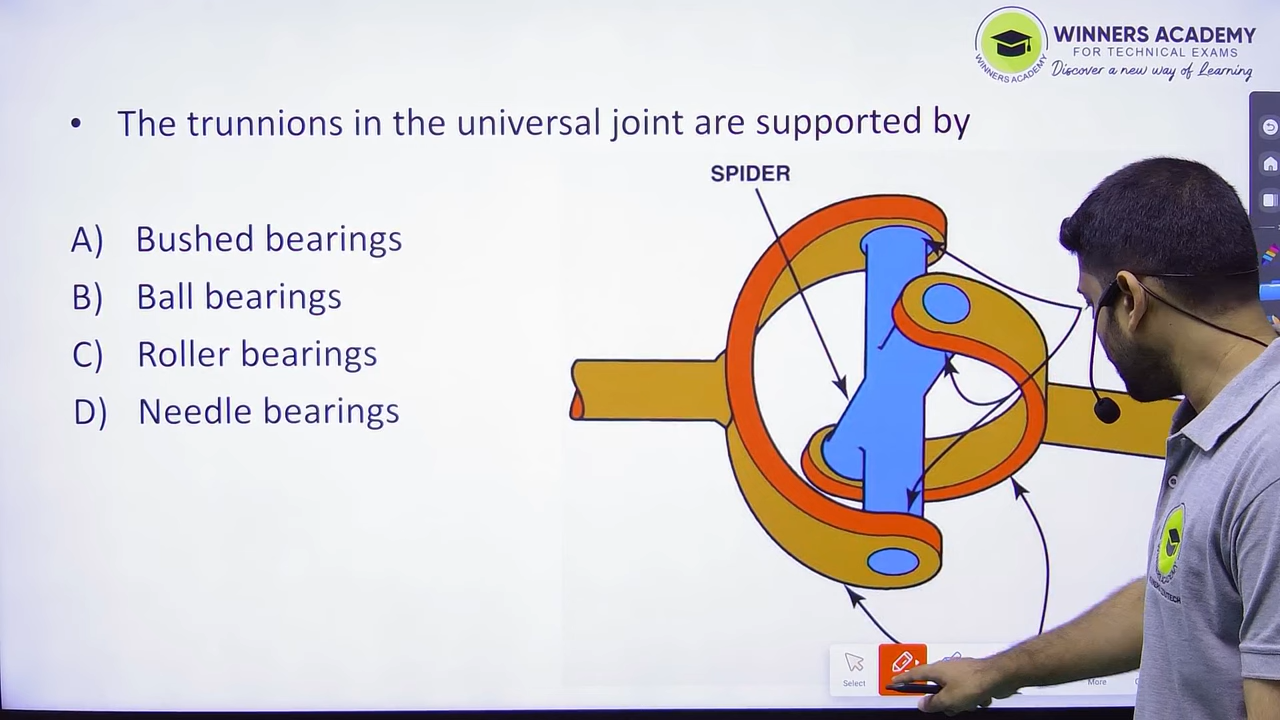 WINNERS ACADEMY
FOR TECHNICAL EXAMS
Discover a new way of Learning
WINNERS ACADEMY
• The trunnions in the universal joint are supported by
SPIDER
A) Bushed bearings
B) Ball bearings
C) Roller bearings
D) Needle bearings
Select
More